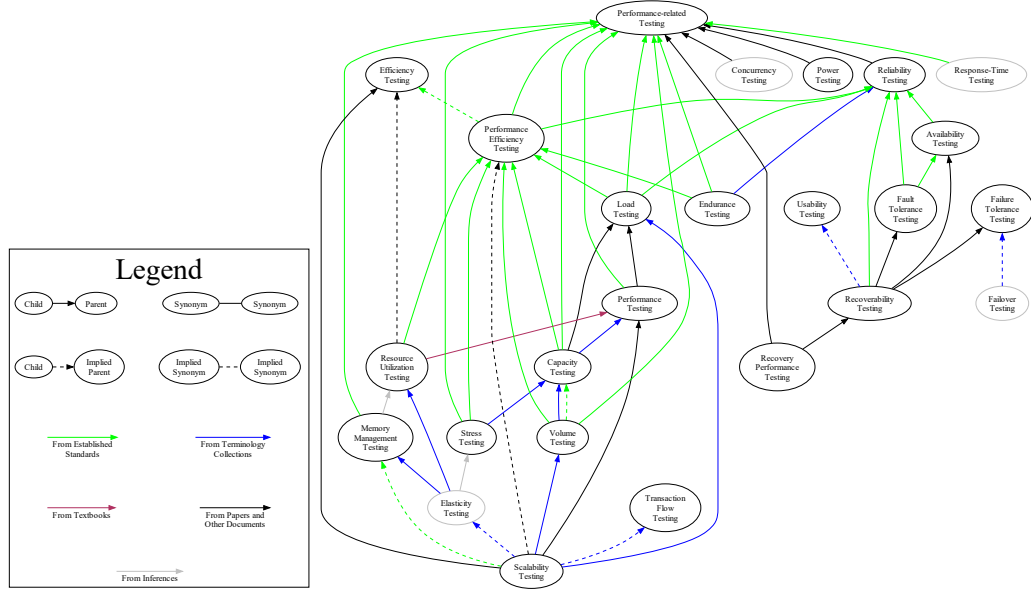 Performance-related
Testing
Efficiency
Testing
Concurrency
Testing
Power
Testing
Reliability
Testing
Response-Time
Testing
Performance
Efficiency
Testing
Availability
Testing
Load
Testing
Endurance
Testing
Usability
Testing
Fault
Tolerance
Testing
Failure
Tolerance
Testing
Legend
Child
Parent
Synonym
Synonym
Performance
Testing
Recoverability
Testing
Failover
Testing
Child
Implied
Parent
Implied
Synonym
Implied
Synonym
Resource
Utilization
Testing
Capacity
Testing
Recovery
Performance
Testing
Memory
Management
Testing
Stress
Testing
Volume
Testing
From Established
Standards
From Terminology
Collections
From Textbooks
From Papers and
Other Documents
Elasticity
Testing
Transaction
Flow
Testing
From Inferences
Scalability
Testing